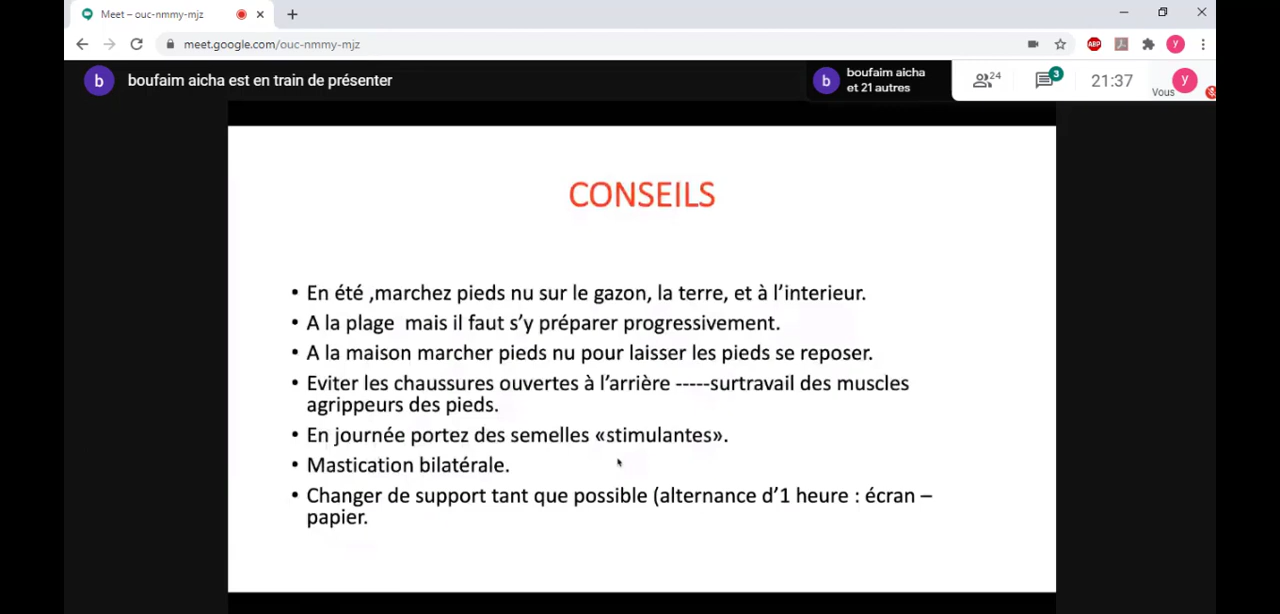 Meet – ouc-nmmy-mjz
meet.google.com/ouc-nmmy-mjz
ABP
y
b
boufaim aicha est en train de présenter
b
boufaim aicha
et 21 autres
24
3
21:37
Vous
y
CONSEILS
• En été ,marchez pieds nu sur le gazon, la terre, et à l’interieur.
• A la plage mais il faut s’y préparer progressivement.
• A la maison marcher pieds nu pour laisser les pieds se reposer.
• Eviter les chaussures ouvertes à l’arrière -----surtravail des muscles
agrippeurs des pieds.
• En journée portez des semelles «stimulantes».
• Mastication bilatérale.
• Changer de support tant que possible (alternance d’1 heure : écran –
papier.